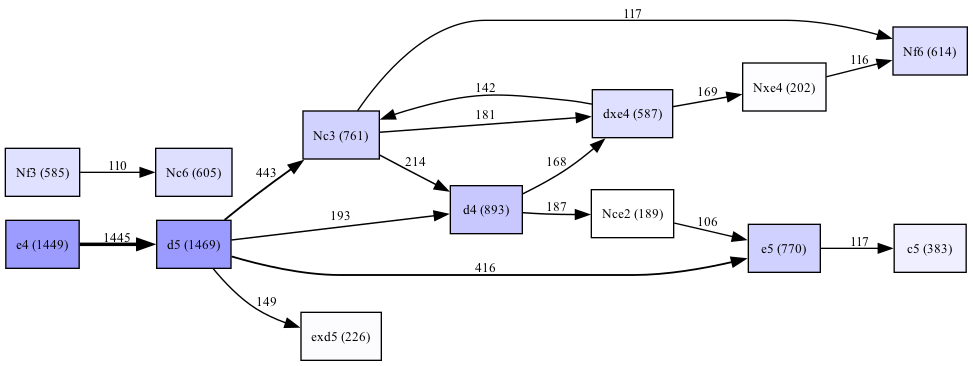 117
Nf6 (614)
116
Nxe4 (202)
169
142
dxe4 (587)
181
Nc3 (761)
214
168
Nf3 (585)
110
Nc6 (605)
443
193
d4 (893)
187
Nce2 (189)
106
e4 (1449)
1445
d5 (1469)
416
e5 (770)
117
c5 (383)
149
exd5 (226)